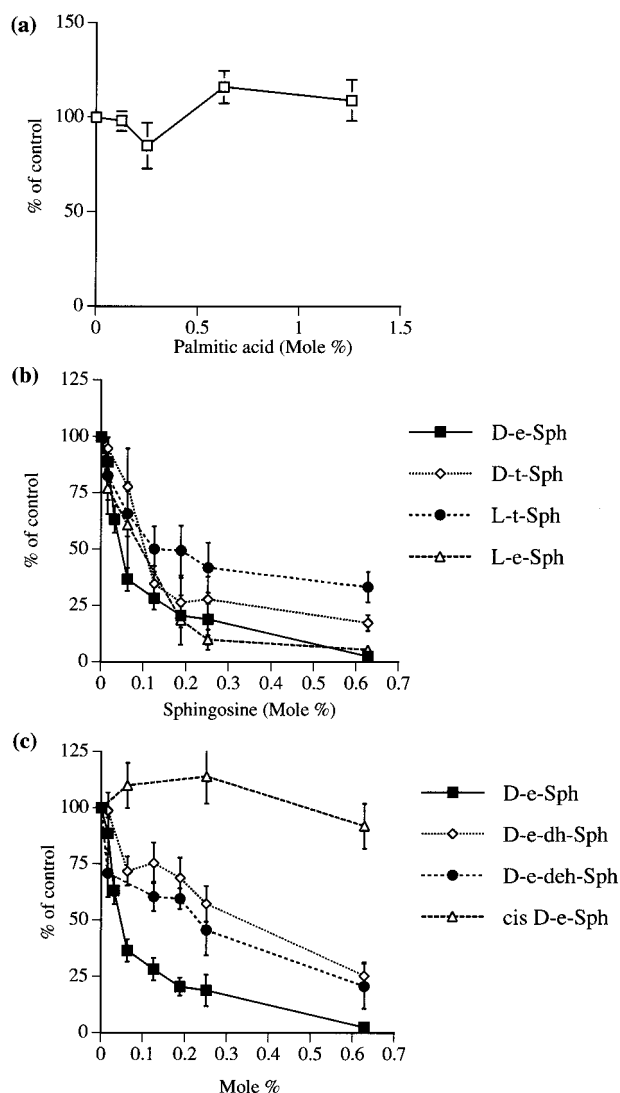 (a)
150
100
50
0
% of control
0 0.5 1 1.5
Palmitic acid (Mole %)
(b)
125
100
75
50
25
0
% of control
0 0.1 0.2 0.3 0.4 0.5 0.6 0.7
Sphingosine (Mole %)
D-e-Sph
D-t-Sph
L-t-Sph
L-e-Sph
(c)
125
100
75
50
25
0
% of control
0 0.1 0.2 0.3 0.4 0.5 0.6 0.7
Mole %
D-e-Sph
D-e-dh-Sph
D-e-deh-Sph
cis D-e-Sph